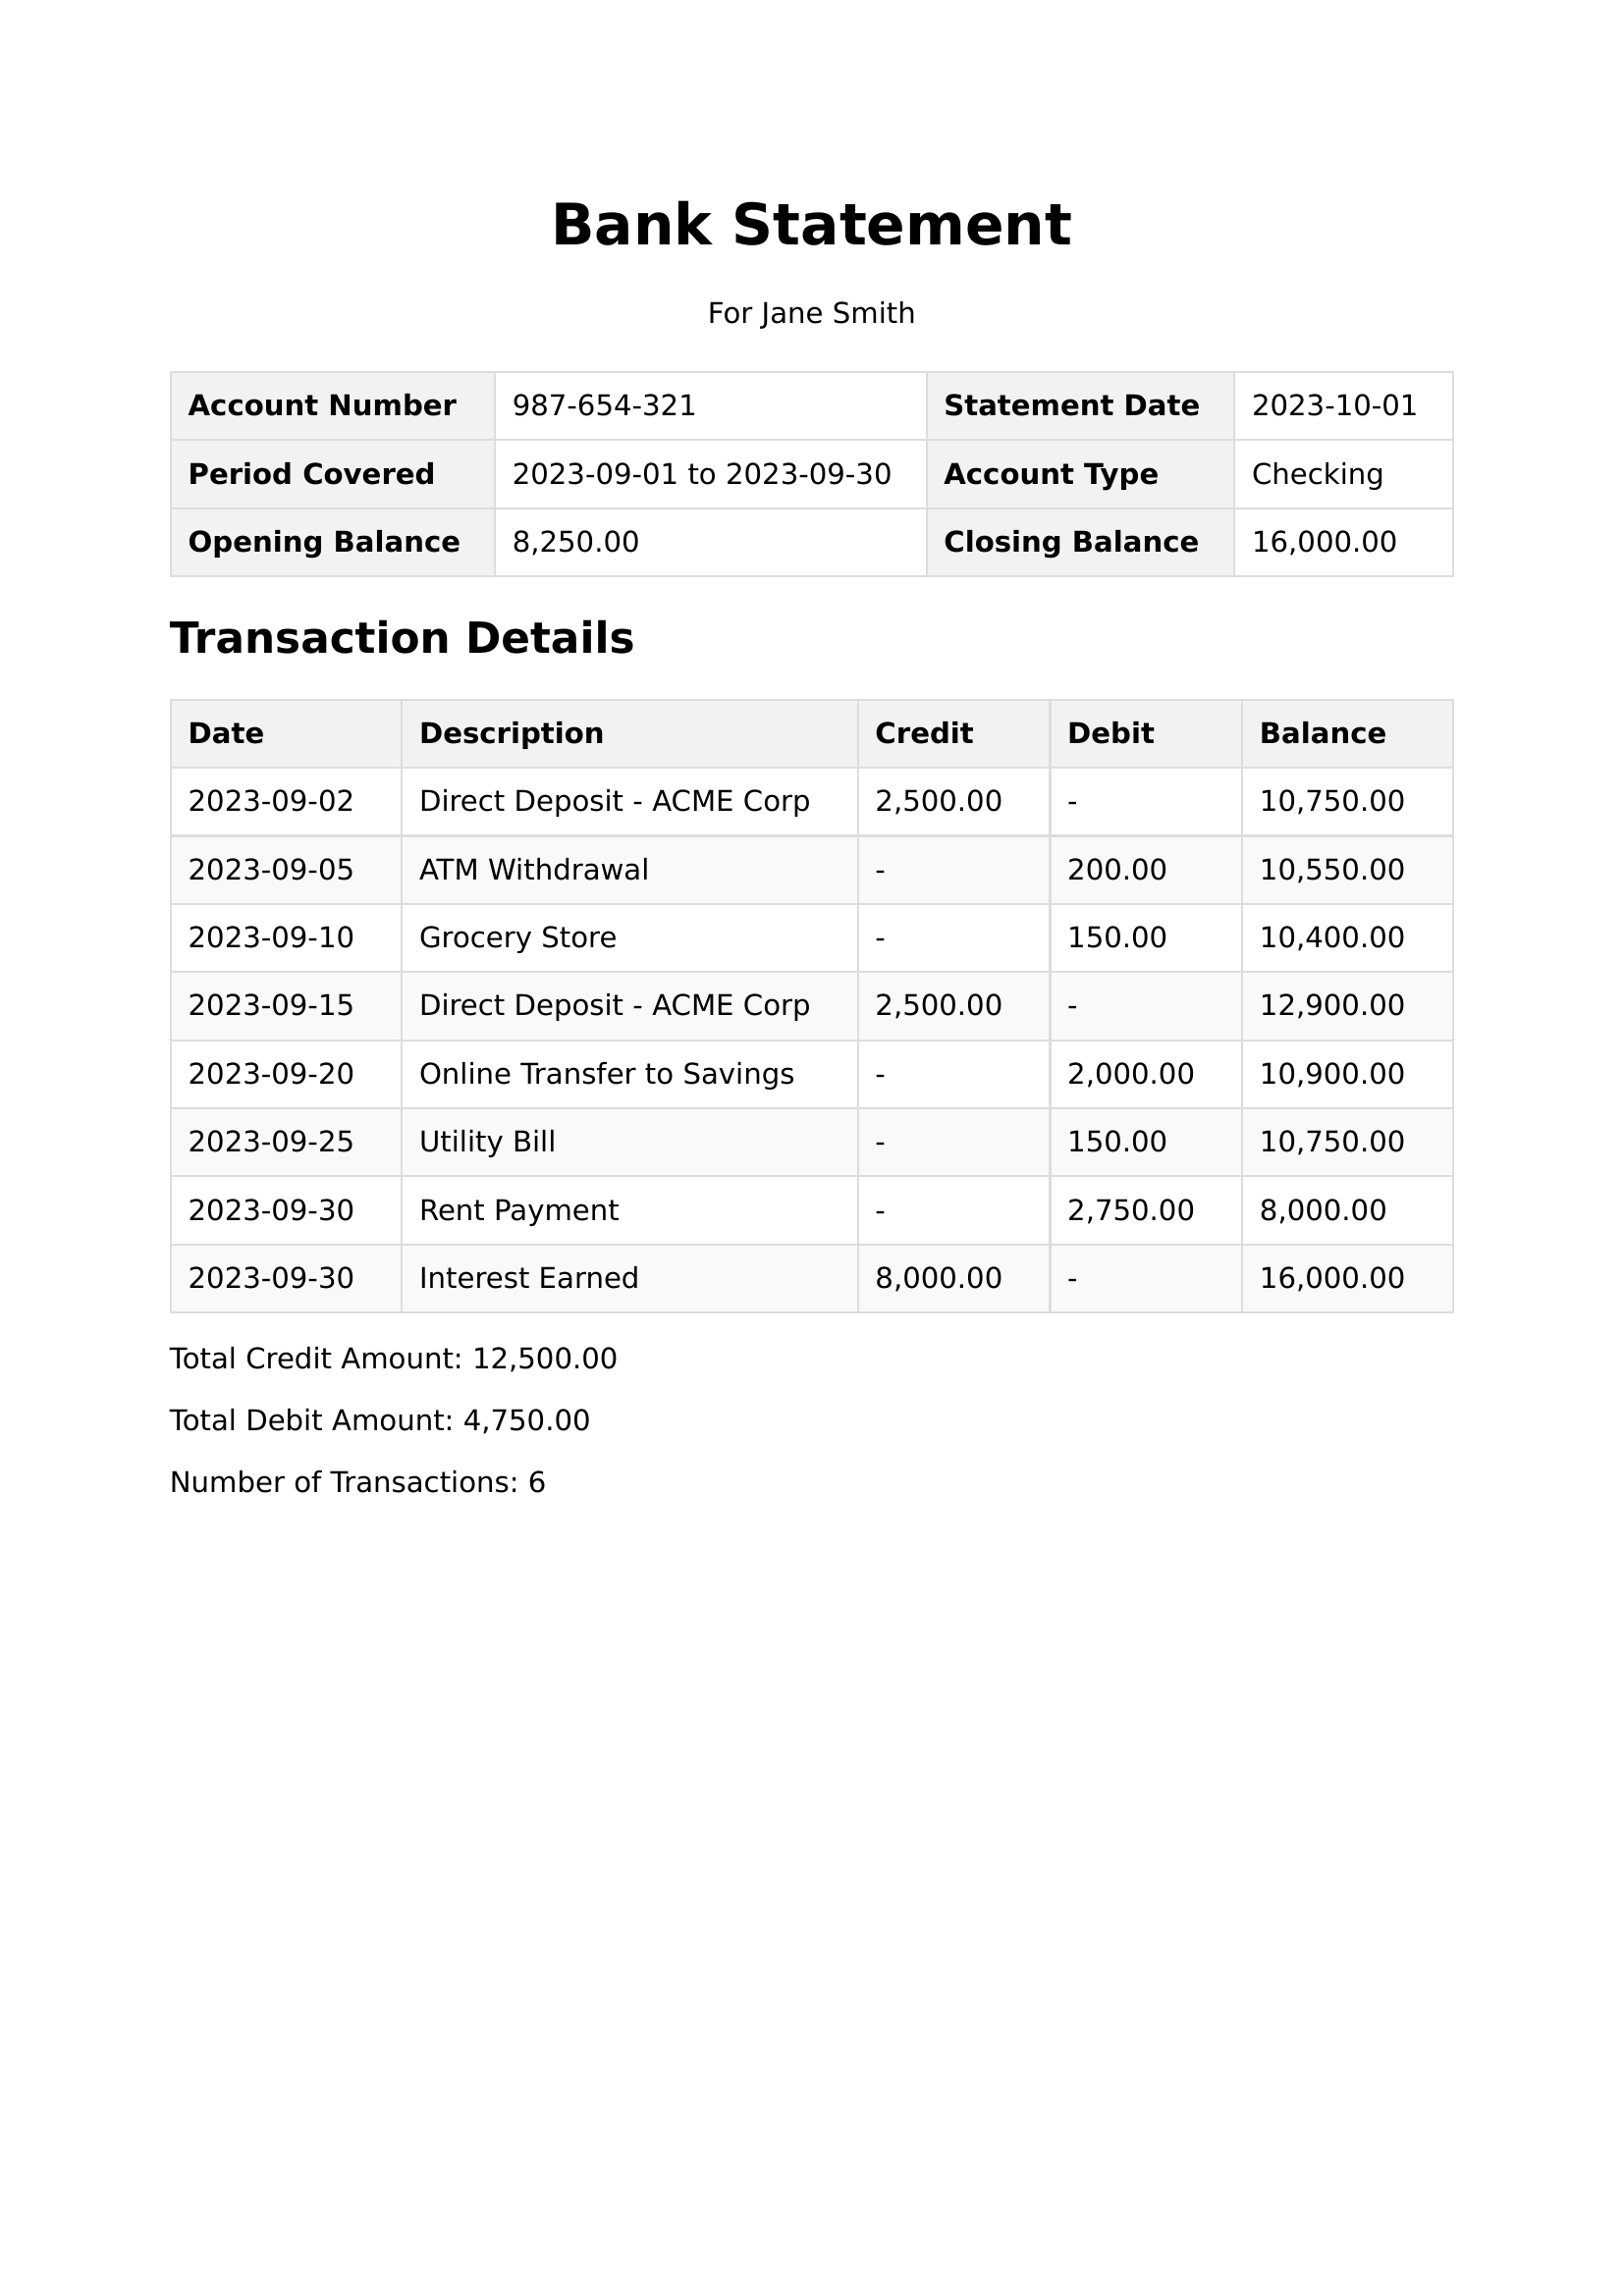 Bank Statement
For Jane Smith
Account Number 987-654-321 Statement Date 2023-10-01
Period Covered 2023-09-01 to 2023-09-30 Account Type Checking
Opening Balance 8,250.00 Closing Balance 16,000.00
Transaction Details
Date Description Credit Debit Balance
2023-09-02 Direct Deposit - ACME Corp 2,500.00 - 10,750.00
2023-09-05 ATM Withdrawal - 200.00 10,550.00
2023-09-10 Grocery Store - 150.00 10,400.00
2023-09-15 Direct Deposit - ACME Corp 2,500.00 - 12,900.00
2023-09-20 Online Transfer to Savings - 2,000.00 10,900.00
2023-09-25 Utility Bill - 150.00 10,750.00
2023-09-30 Rent Payment - 2,750.00 8,000.00
2023-09-30 Interest Earned 8,000.00 - 16,000.00
Total Credit Amount: 12,500.00
Total Debit Amount: 4,750.00
Number of Transactions: 6